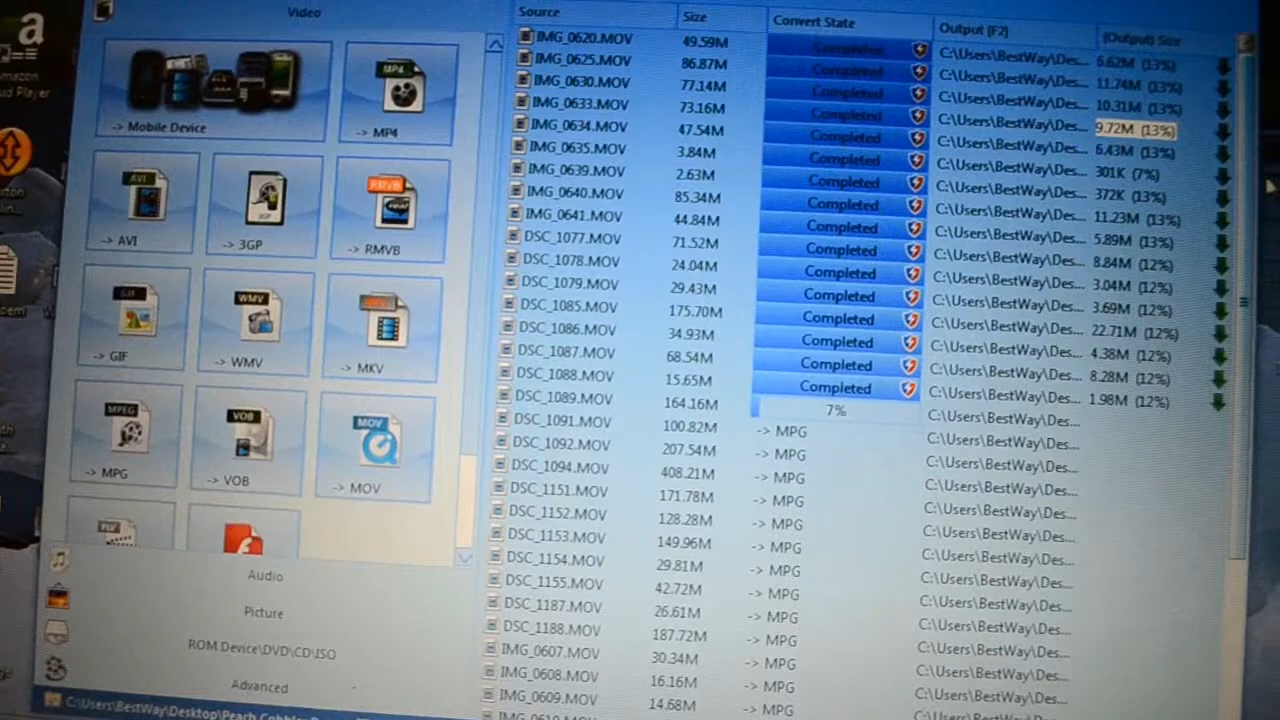 Video
-> Mobile Device
MP4
-> MP4
AVI
-> AVI
3GP
-> 3GP
RMVB
-> RMVB
GIF
-> GIF
WMV
-> WMV
-> MKV
MPEG
-> MPG
VOB
-> VOB
MOV
-> MOV
FLV
Audio
Picture
ROM Device\DVD\CD\ISO
Advanced
Source Size Convert State Output [F2] (Output) Size
IMG_0620.MOV 49.59M Completed C:\Users\BestWay\Des... 6.62M (13%)
IMG_0625.MOV 86.87M Completed C:\Users\BestWay\Des... 11.74M (13%)
IMG_0630.MOV 77.14M Completed C:\Users\BestWay\Des... 10.31M (13%)
IMG_0633.MOV 73.16M Completed C:\Users\BestWay\Des... 9.72M (13%)
IMG_0634.MOV 47.54M Completed C:\Users\BestWay\Des... 6.43M (13%)
IMG_0635.MOV 3.84M Completed C:\Users\BestWay\Des... 301K (7%)
IMG_0639.MOV 2.63M Completed C:\Users\BestWay\Des... 372K (13%)
IMG_0640.MOV 85.34M Completed C:\Users\BestWay\Des... 11.23M (13%)
IMG_0641.MOV 44.84M Completed C:\Users\BestWay\Des... 5.89M (13%)
DSC_1077.MOV 71.52M Completed C:\Users\BestWay\Des... 8.84M (12%)
DSC_1078.MOV 24.04M Completed C:\Users\BestWay\Des... 3.04M (12%)
DSC_1079.MOV 29.43M Completed C:\Users\BestWay\Des... 3.69M (12%)
DSC_1085.MOV 175.70M Completed C:\Users\BestWay\Des... 22.71M (12%)
DSC_1086.MOV 34.93M Completed C:\Users\BestWay\Des... 4.38M (12%)
DSC_1087.MOV 68.54M Completed C:\Users\BestWay\Des... 8.28M (12%)
DSC_1088.MOV 15.65M Completed C:\Users\BestWay\Des... 1.98M (12%)
DSC_1089.MOV 164.16M 7% C:\Users\BestWay\Des...
DSC_1091.MOV 100.82M -> MPG C:\Users\BestWay\Des...
DSC_1092.MOV 207.54M -> MPG C:\Users\BestWay\Des...
DSC_1094.MOV 408.21M -> MPG C:\Users\BestWay\Des...
DSC_1151.MOV 171.78M -> MPG C:\Users\BestWay\Des...
DSC_1152.MOV 128.28M -> MPG C:\Users\BestWay\Des...
DSC_1153.MOV 149.96M -> MPG C:\Users\BestWay\Des...
DSC_1154.MOV 29.81M -> MPG C:\Users\BestWay\Des...
DSC_1155.MOV 42.72M -> MPG C:\Users\BestWay\Des...
DSC_1187.MOV 26.61M -> MPG C:\Users\BestWay\Des...
DSC_1188.MOV 187.72M -> MPG C:\Users\BestWay\Des...
IMG_0607.MOV 30.34M -> MPG C:\Users\BestWay\Des...
IMG_0608.MOV 16.16M -> MPG C:\Users\BestWay\Des...
IMG_0609.MOV 14.68M -> MPG C:\Users\BestWay\Des...
C:\Users\BestWay\Desktop\Peach Cobbler